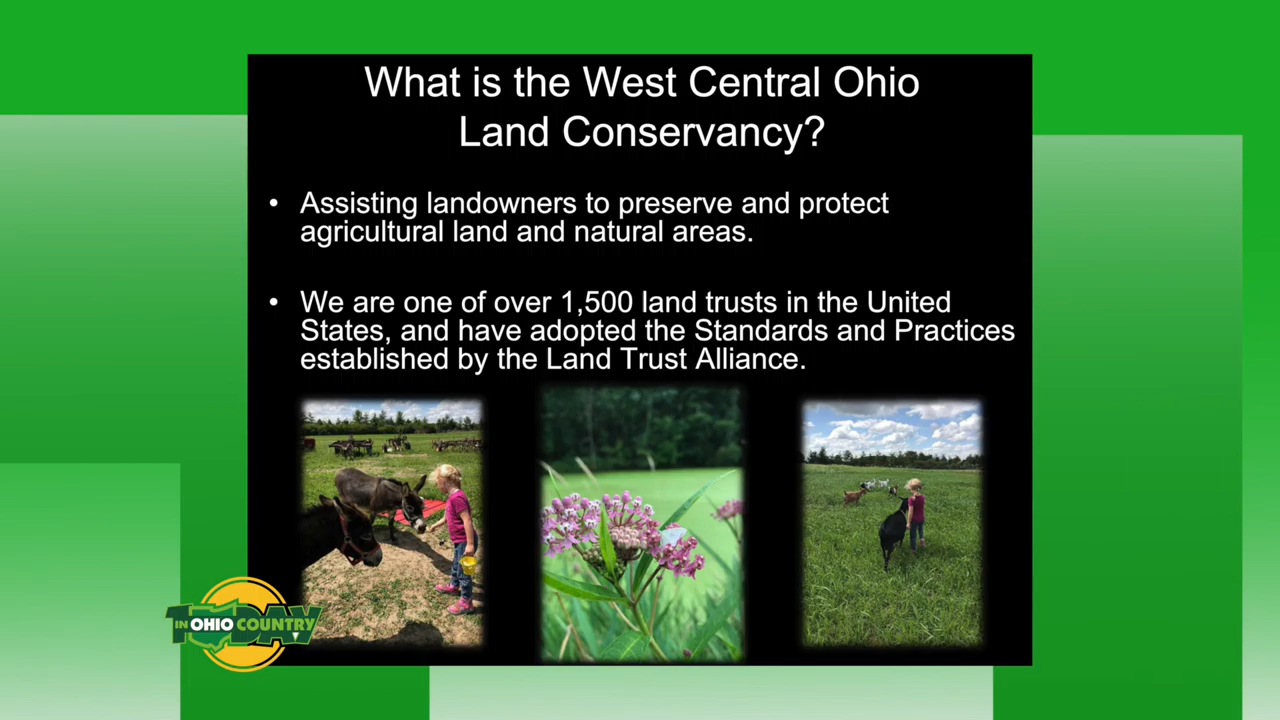 What is the West Central Ohio
Land Conservancy?
• Assisting landowners to preserve and protect
agricultural land and natural areas.
• We are one of over 1,500 land trusts in the United
States, and have adopted the Standards and Practices
established by the Land Trust Alliance.
TODAY
IN OHIO COUNTRY